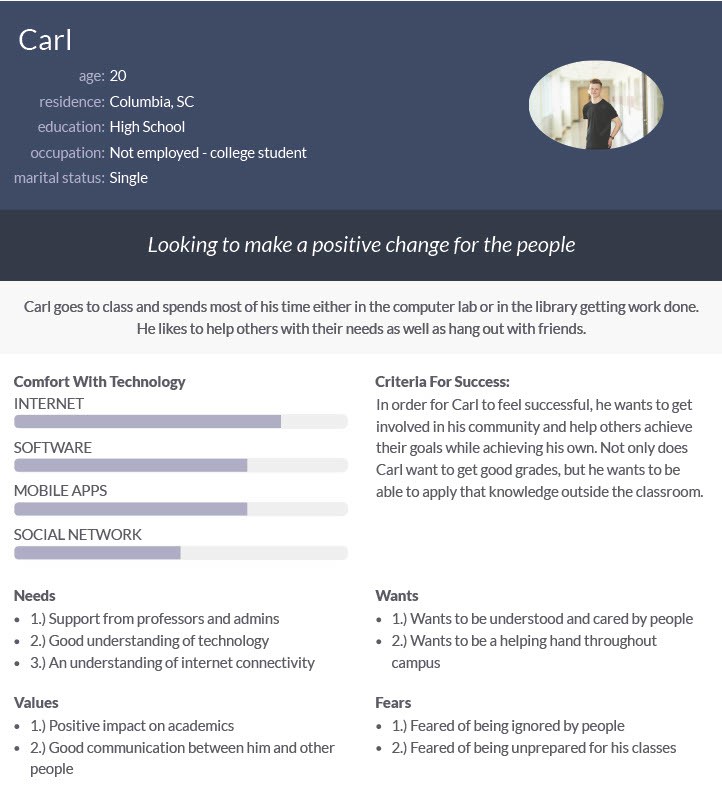 Carl
age: 20
residence: Columbia, SC
education: High School
occupation: Not employed - college student
marital status: Single
Looking to make a positive change for the people
Carl goes to class and spends most of his time either in the computer lab or in the library getting work done.
He likes to help others with their needs as well as hang out with friends.
Comfort With Technology
INTERNET
SOFTWARE
MOBILE APPS
SOCIAL NETWORK
Criteria For Success:
In order for Carl to feel successful, he wants to get
involved in his community and help others achieve
their goals while achieving his own. Not only does
Carl want to get good grades, but he wants to be
able to apply that knowledge outside the classroom.
Needs
• 1.) Support from professors and admins
• 2.) Good understanding of technology
• 3.) An understanding of internet connectivity
Wants
• 1.) Wants to be understood and cared by people
• 2.) Wants to be a helping hand throughout
campus
Values
• 1.) Positive impact on academics
• 2.) Good communication between him and other
people
Fears
• 1.) Feared of being ignored by people
• 2.) Feared of being unprepared for his classes